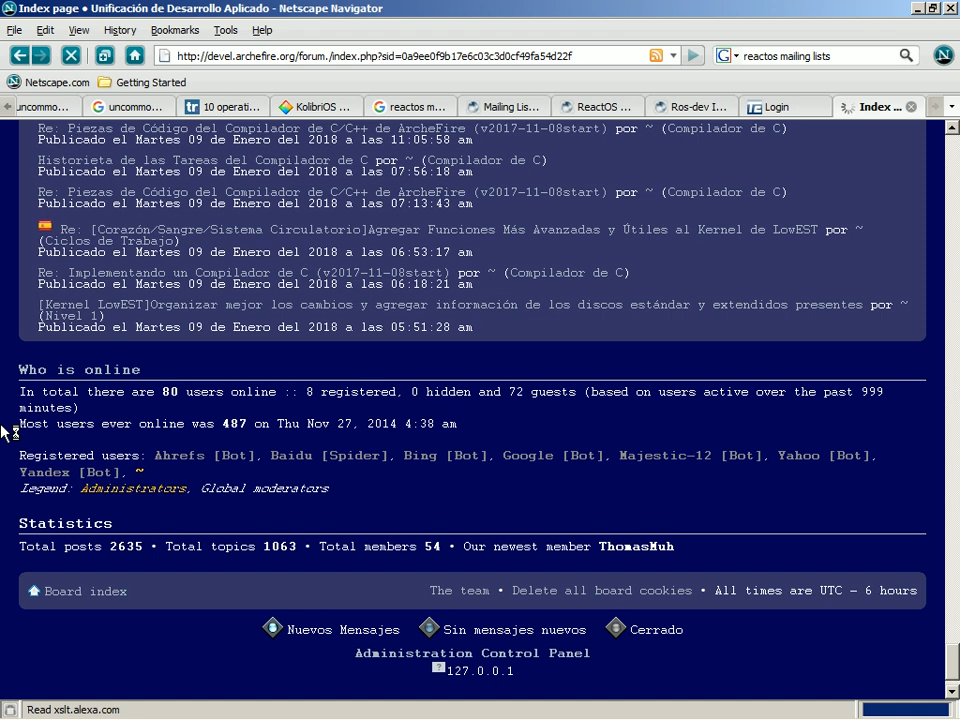 Index page • Unificación de Desarrollo Aplicado - Netscape Navigator
File Edit View History Bookmarks Tools Help
http://devel.archefire.org/forum./index.php?sid=0a9ee0f9b17e6c03c3d0cf49fa54d22f
reactos mailing lists
Netscape.com Getting Started
uncommo... uncommo... 10 operati... KolibriOS ... reactos m... Mailing Lis... ReactOS ... Ros-dev I... Login Index ...
Re: Piezas de Código del Compilador de C/C++ de ArcheFire (v2017-11-08start) por ~ (Compilador de C)
Publicado el Martes 09 de Enero del 2018 a las 11:05:58 am
Historieta de las Tareas del Compilador de C por ~ (Compilador de C)
Publicado el Martes 09 de Enero del 2018 a las 07:56:18 am
Re: Piezas de Código del Compilador de C/C++ de ArcheFire (v2017-11-08start) por ~ (Compilador de C)
Publicado el Martes 09 de Enero del 2018 a las 07:13:43 am
Re: [Corazón/Sangre/Sistema Circulatorio]Agregar Funciones Más Avanzadas y Útiles al Kernel de LowEST por ~
(Ciclos de Trabajo)
Publicado el Martes 09 de Enero del 2018 a las 06:53:17 am
Re: Implementando un Compilador de C (v2017-11-08start) por ~ (Compilador de C)
Publicado el Martes 09 de Enero del 2018 a las 06:18:21 am
[Kernel LowEST]Organizar mejor los cambios y agregar información de los discos estándar y extendidos presentes por ~
(Nivel 1)
Publicado el Martes 09 de Enero del 2018 a las 05:51:28 am
Who is online
In total there are 80 users online :: 8 registered, 0 hidden and 72 guests (based on users active over the past 999
minutes)
Most users ever online was 487 on Thu Nov 27, 2014 4:38 am
Registered users: Ahrefs [Bot], Baidu [Spider], Bing [Bot], Google [Bot], Majestic-12 [Bot], Yahoo [Bot],
Yandex [Bot], ~
Legend: Administrators, Global moderators
Statistics
Total posts 2635 • Total topics 1063 • Total members 54 • Our newest member ThomasMuh
Board index The team • Delete all board cookies • All times are UTC - 6 hours
Nuevos Mensajes Sin mensajes nuevos Cerrado
Administration Control Panel
127.0.0.1
Read xslt.alexa.com